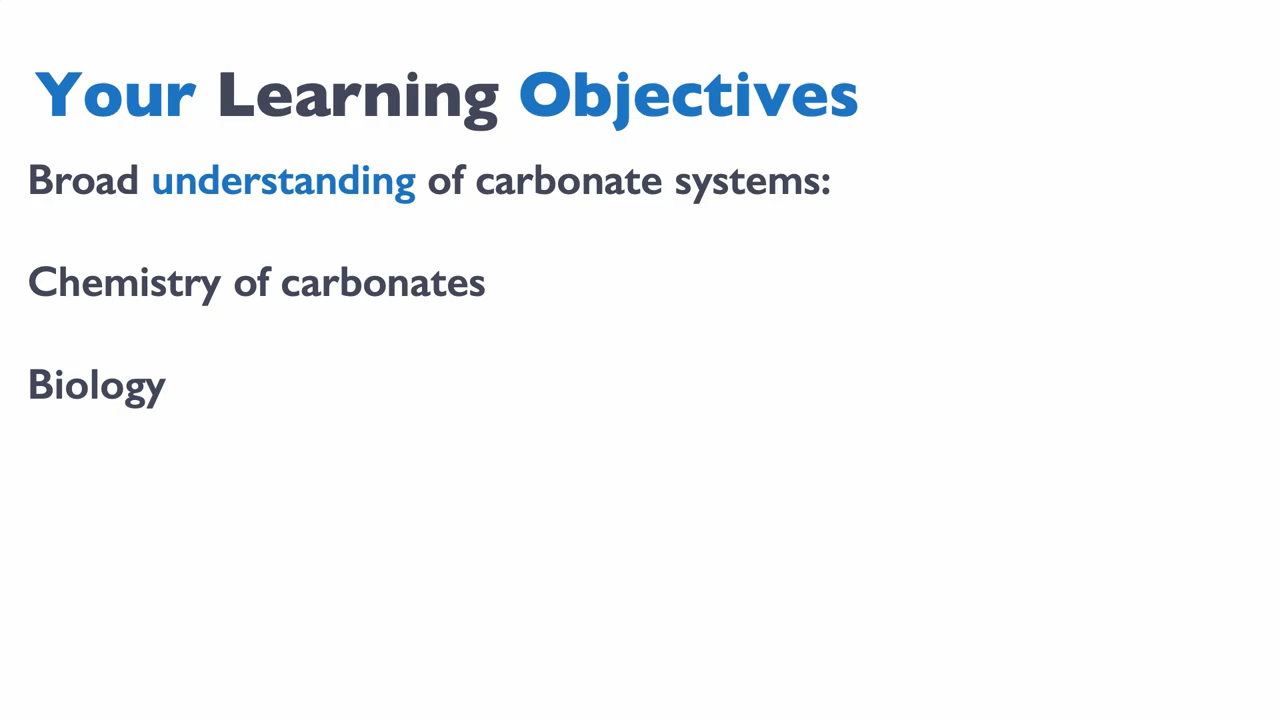 Your Learning Objectives
Broad understanding of carbonate systems:
Chemistry of carbonates
Biology